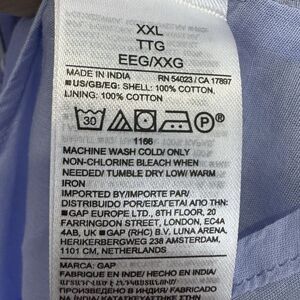 XXL
TTG
EEG/XXG
MADE IN INDIA RN 54023 / CA 17897
■ US/GB/EG: SHELL: 100% COTTON.
LINING: 100% COTTON.
30 P
1166
MACHINE WASH COLD/ ONLY
NON-CHLORINE BLEACH WHEN
NEEDED/ TUMBLE DRY LOW/ WARM
IRON
IMPORTED BY/IMPORTE PAR/
DISTRIBUIDO POR/ΕΙΣΑΓΕΤΑΙ ΑΠΟ ΤΗΝ:
■ GAP EUROPE LTD., 8TH FLOOR, 20
FARRINGDON STREET, LONDON, EC4A
4AB, UK ■ GAP (RHC) B.V, LUNA ARENA,
HERIKERBERGWEG 238 AMSTERDAM,
1101 CM, NETHERLANDS
MARCA: GAP
FABRIQUE EN INDE/ HECHO EN INDIA/